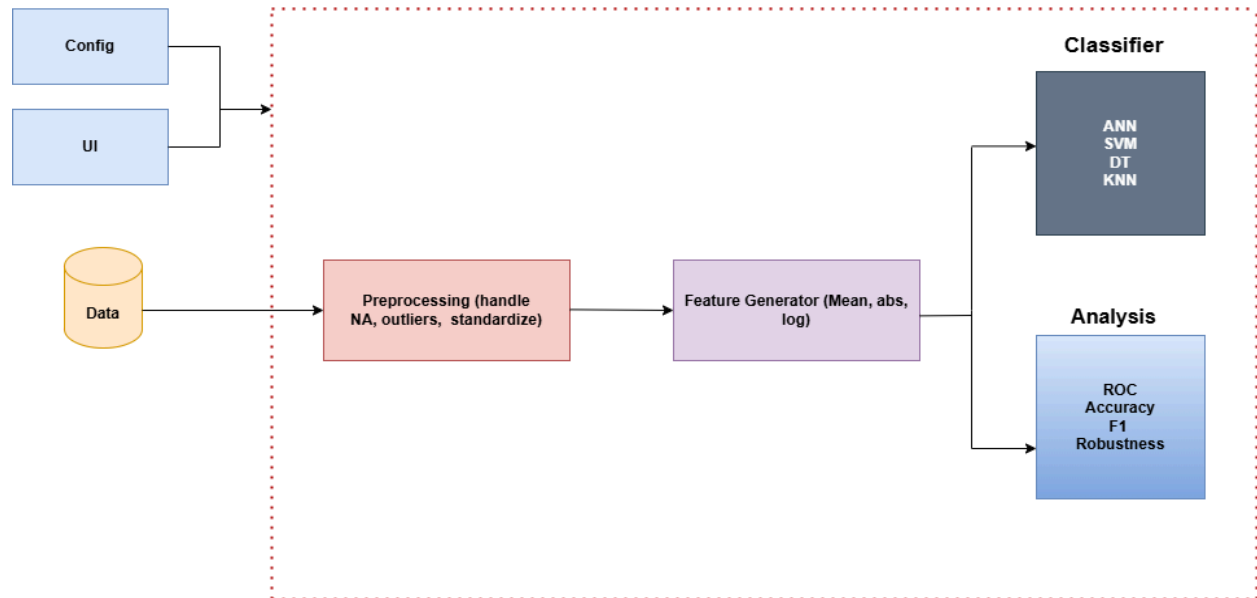 Config
UI
Data
Preprocessing (handle
NA, outliers, standardize)
Feature Generator (Mean, abs,
log)
Classifier
ANN
SVM
DT
KNN
Analysis
ROC
Accuracy
F1
Robustness